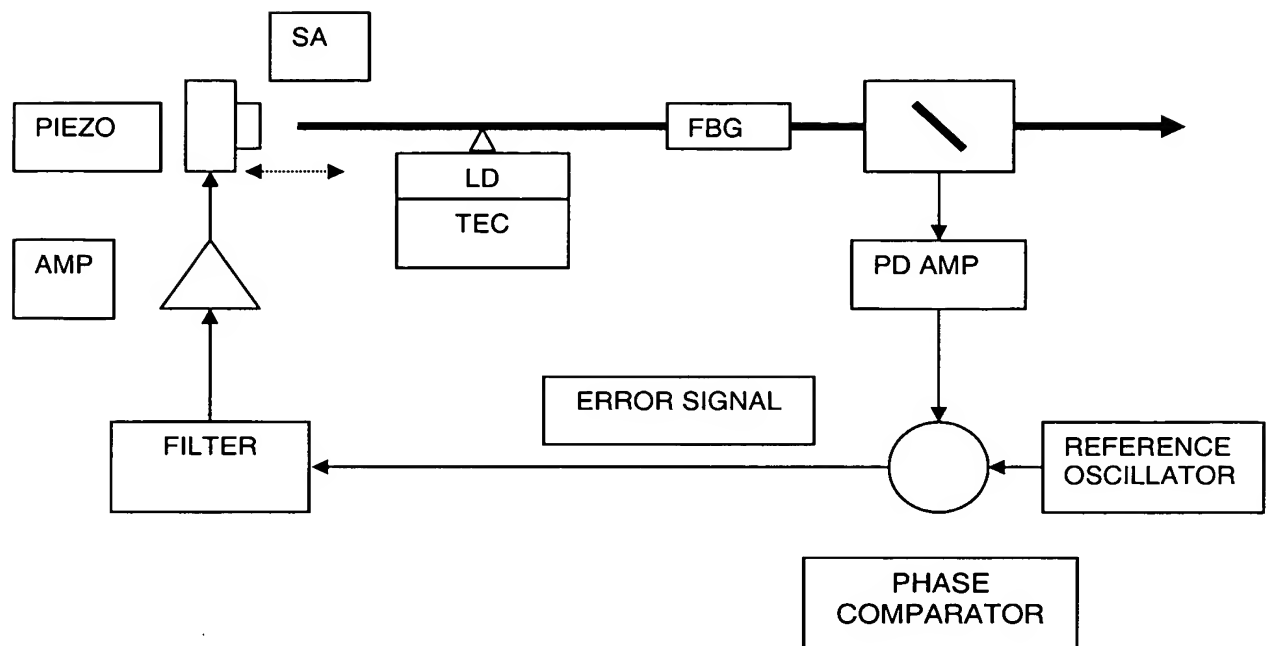 SA
PIEZO
FBG
LD
TEC
AMP
PD AMP
ERROR SIGNAL
FILTER
REFERENCE
OSCILLATOR
PHASE
COMPARATOR